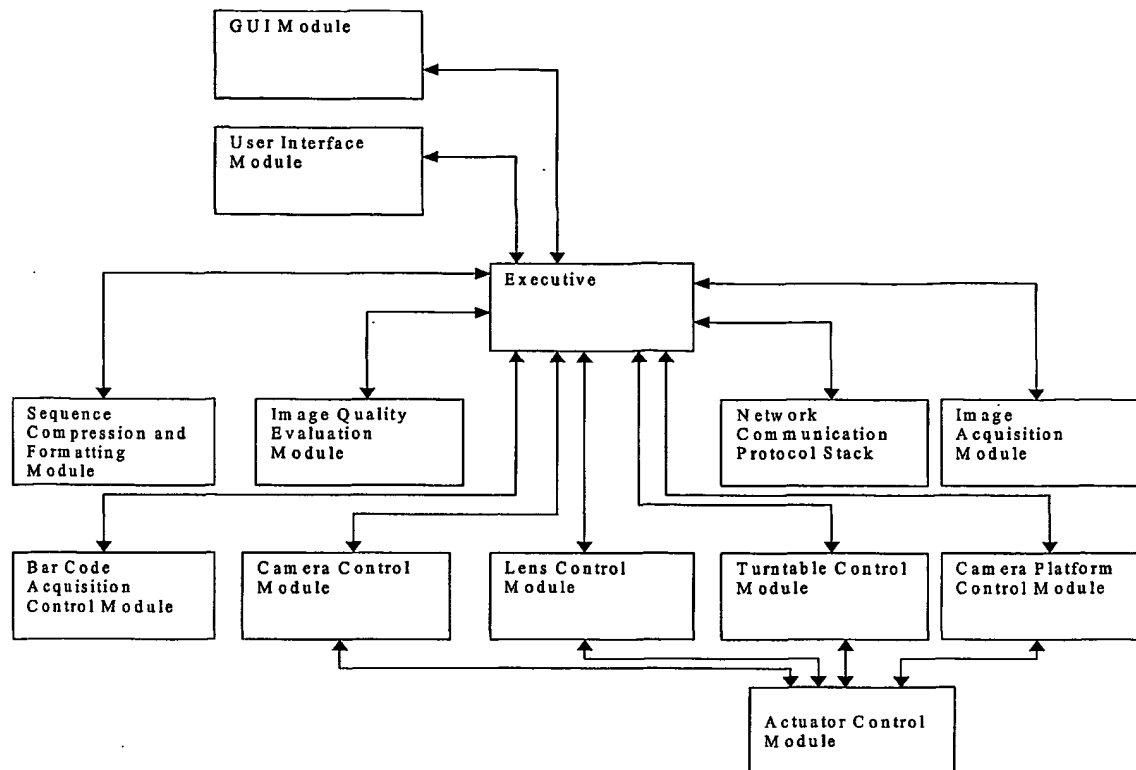 GUI Module
User Interface
Module
Executive
Sequence
Compression and
Formatting
Module
Image Quality
Evaluation
Module
Network
Communication
Protocol Stack
Image
Acquisition
Module
Bar Code
Acquisition
Control Module
Camera Control
Module
Lens Control
Module
Turntable Control
Module
Camera Platform
Control Module
Actuator Control
Module